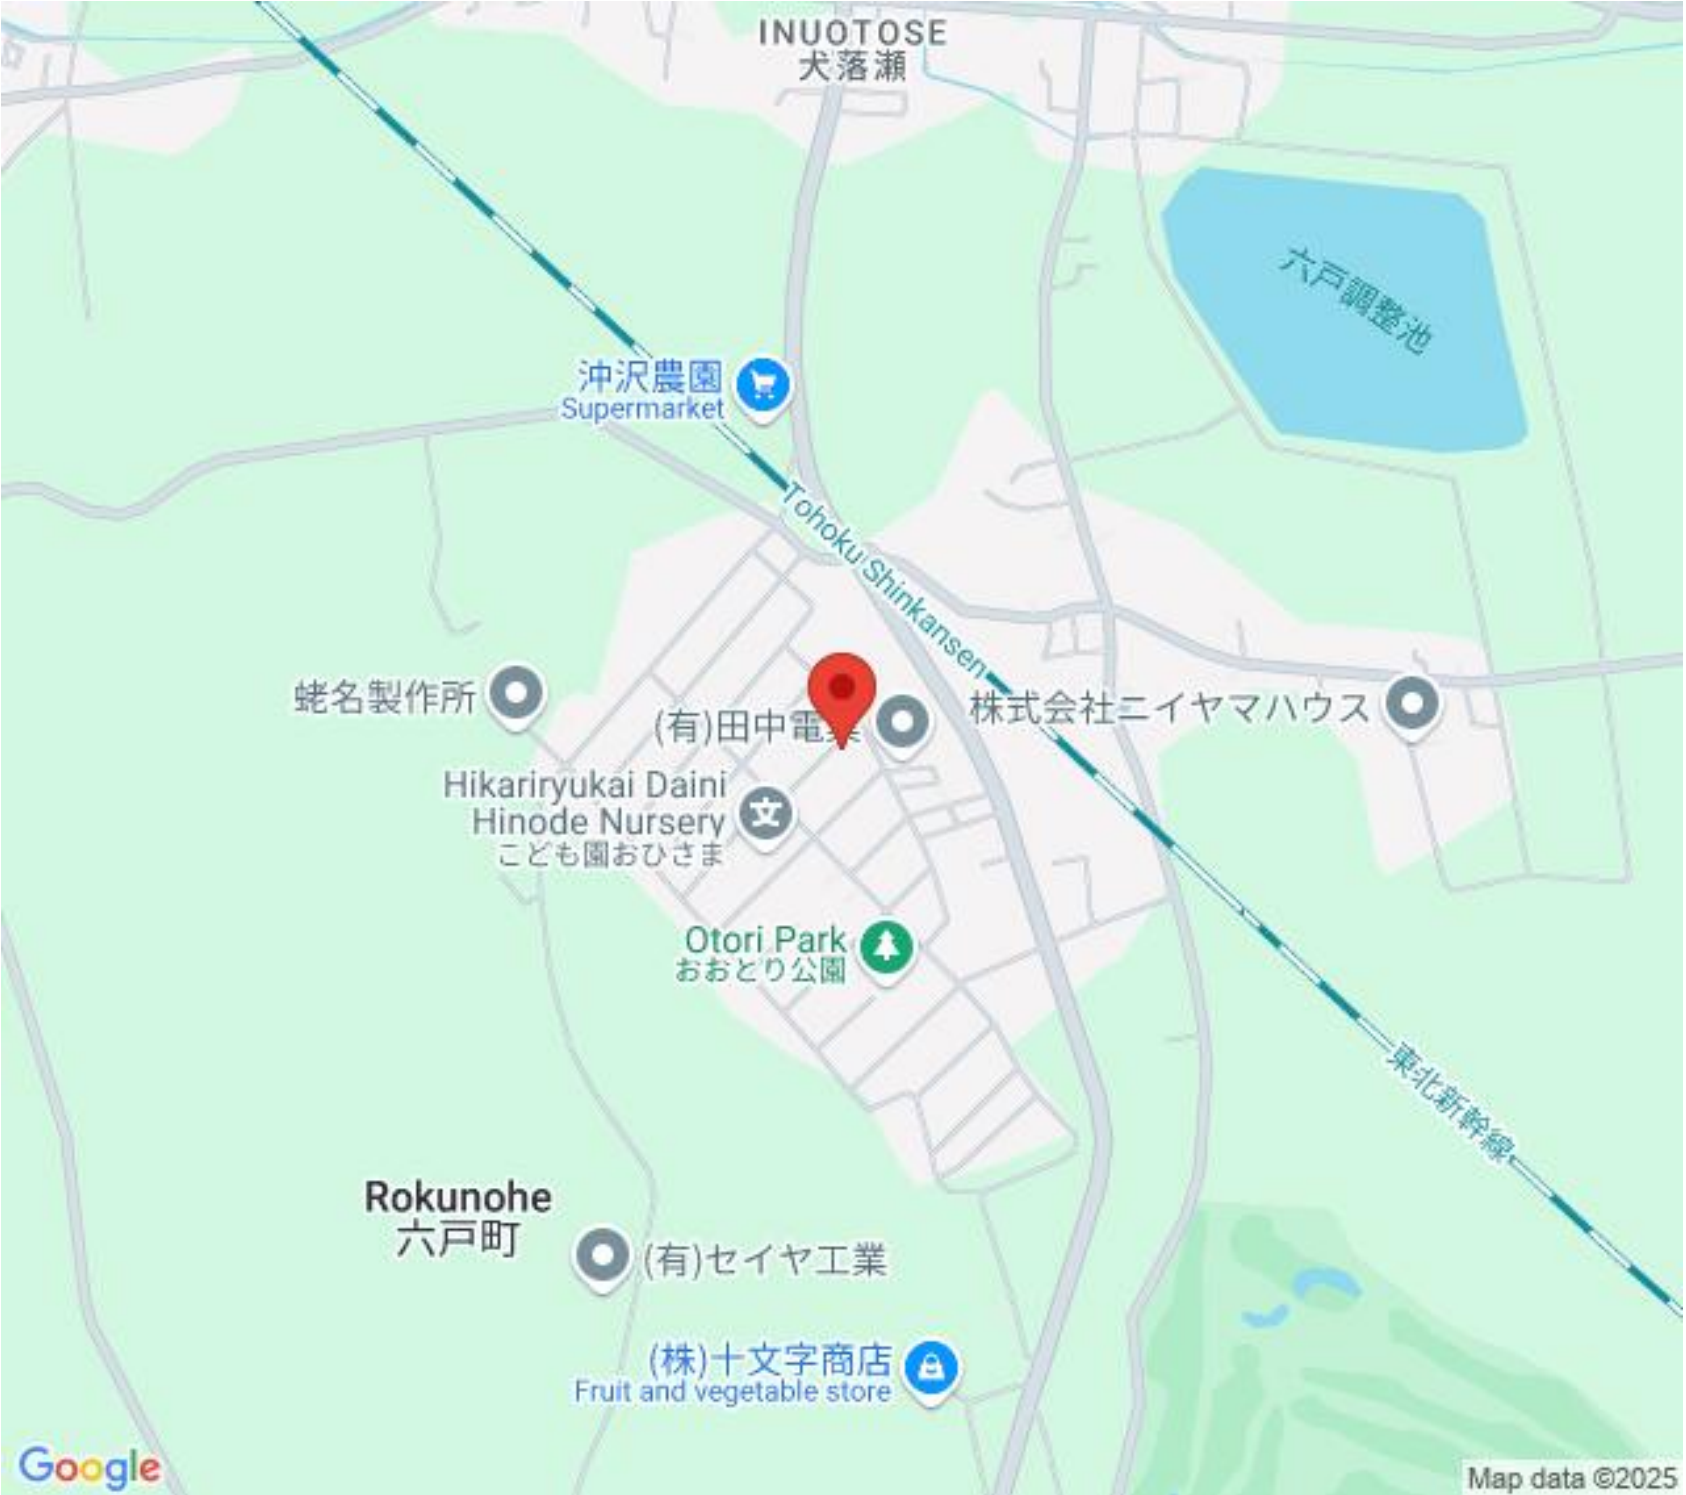 INUOTOSE
犬落瀬
六戸調整池
沖沢農園
Supermarket
Tohoku Shinkansen
蛯名製作所
(有)田中電業
株式会社ニイヤマハウス
Hikariryukai Daini
Hinode Nursery
こども園おひさま
Otori Park
おおとり公園
東北新幹線
Rokunohe
六戸町
(有)セイヤ工業
(株)十文字商店
Fruit and vegetable store
Google
Map data ©2025